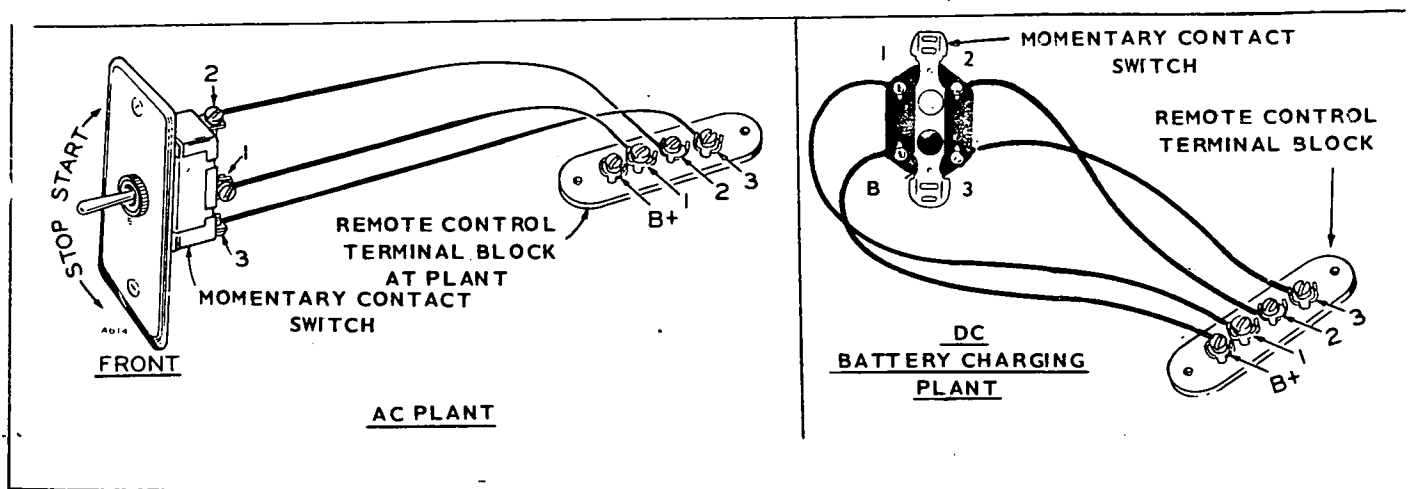 STOP START
2
1
3
B+
1
2
3
REMOTE CONTROL
TERMINAL BLOCK
AT PLANT
MOMENTARY CONTACT
SWITCH
A614
FRONT
AC PLANT
1
2
MOMENTARY CONTACT
SWITCH
REMOTE CONTROL
TERMINAL BLOCK
B
3
3
2
1
B+
DC
BATTERY CHARGING
PLANT